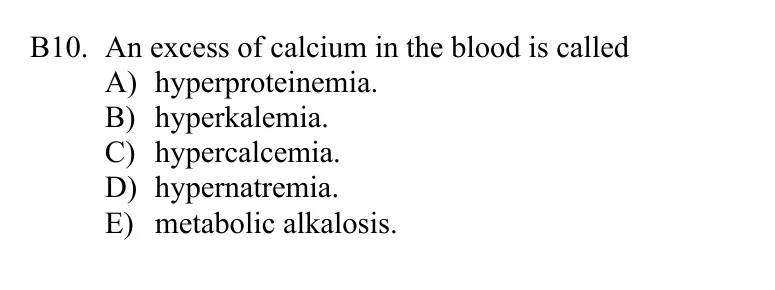 B10. An excess of calcium in the blood is called
A) hyperproteinemia.
B) hyperkalemia.
C) hypercalcemia.
D) hypernatremia.
E) metabolic alkalosis.